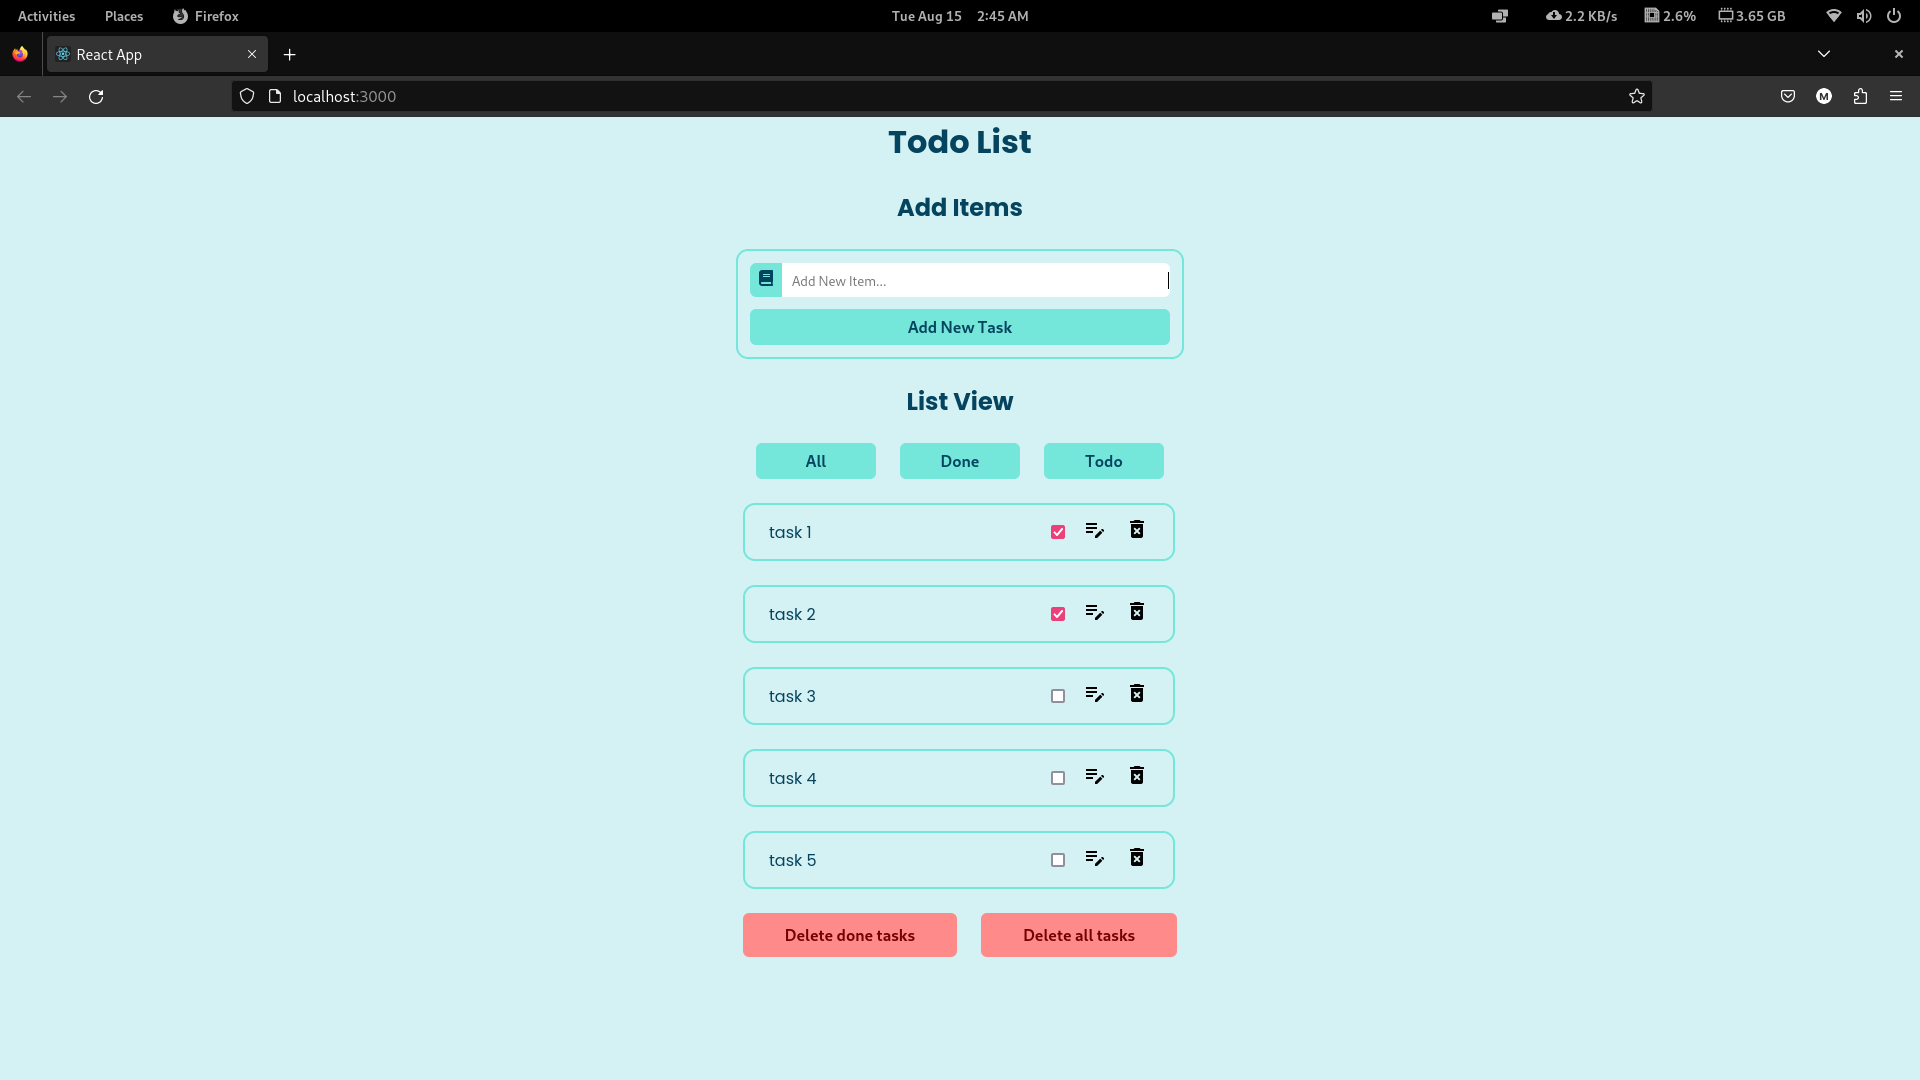 Activities Places Firefox Tue Aug 15 2:45 AM 2.2 KB/s 2.6% 3.65 GB
React App
localhost:3000
M
Todo List
Add Items
Add New Item...
Add New Task
List View
All Done Todo
task 1
task 2
task 3
task 4
task 5
Delete done tasks Delete all tasks